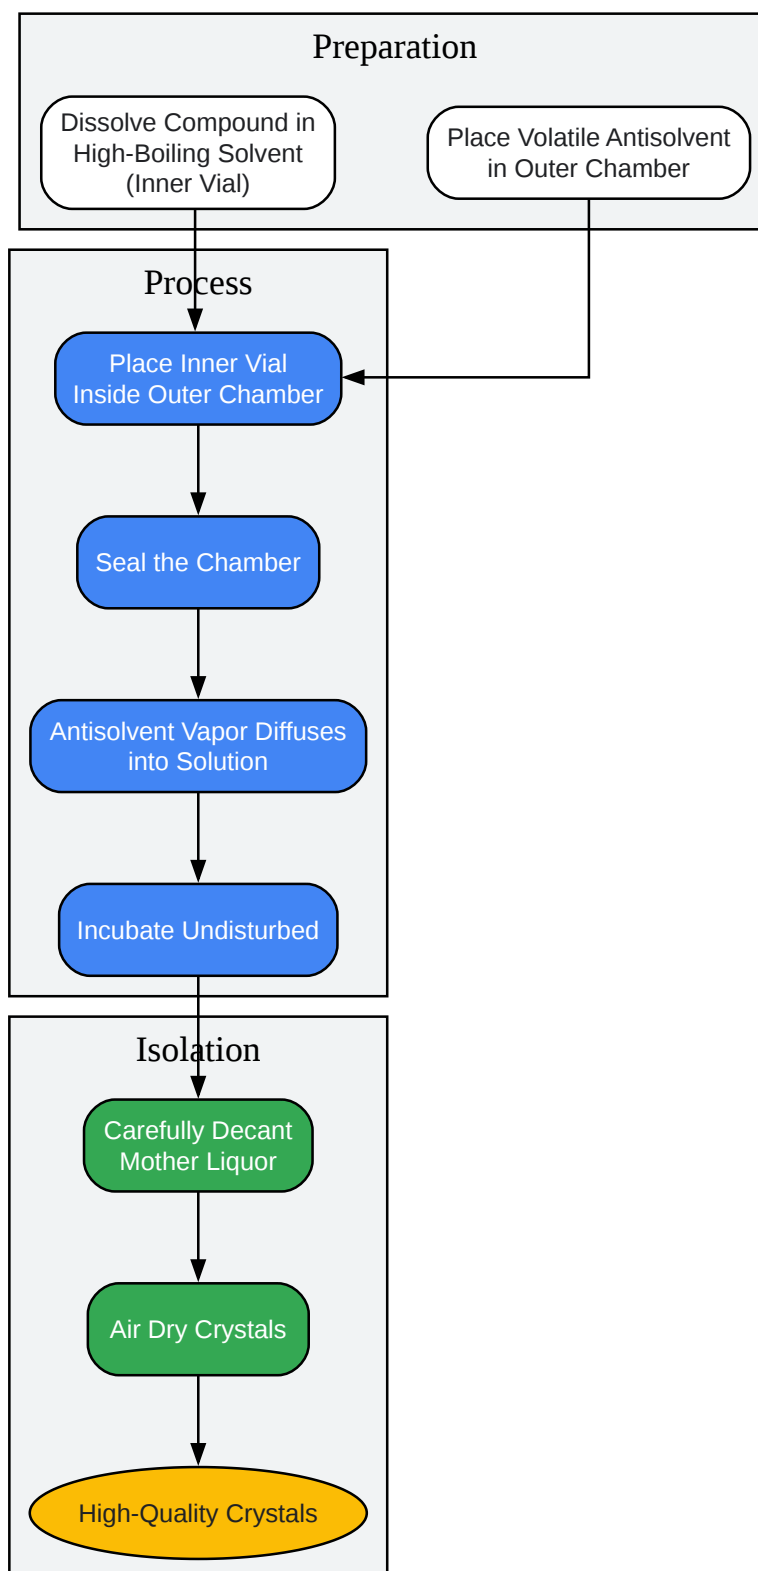 Preparation
Dissolve Compound in
High-Boiling Solvent
(Inner Vial)
Place Volatile Antisolvent
in Outer Chamber
Process
Place Inner Vial
Inside Outer Chamber
Seal the Chamber
Antisolvent Vapor Diffuses
into Solution
Incubate Undisturbed
Isolation
Carefully Decant
Mother Liquor
Air Dry Crystals
High-Quality Crystals